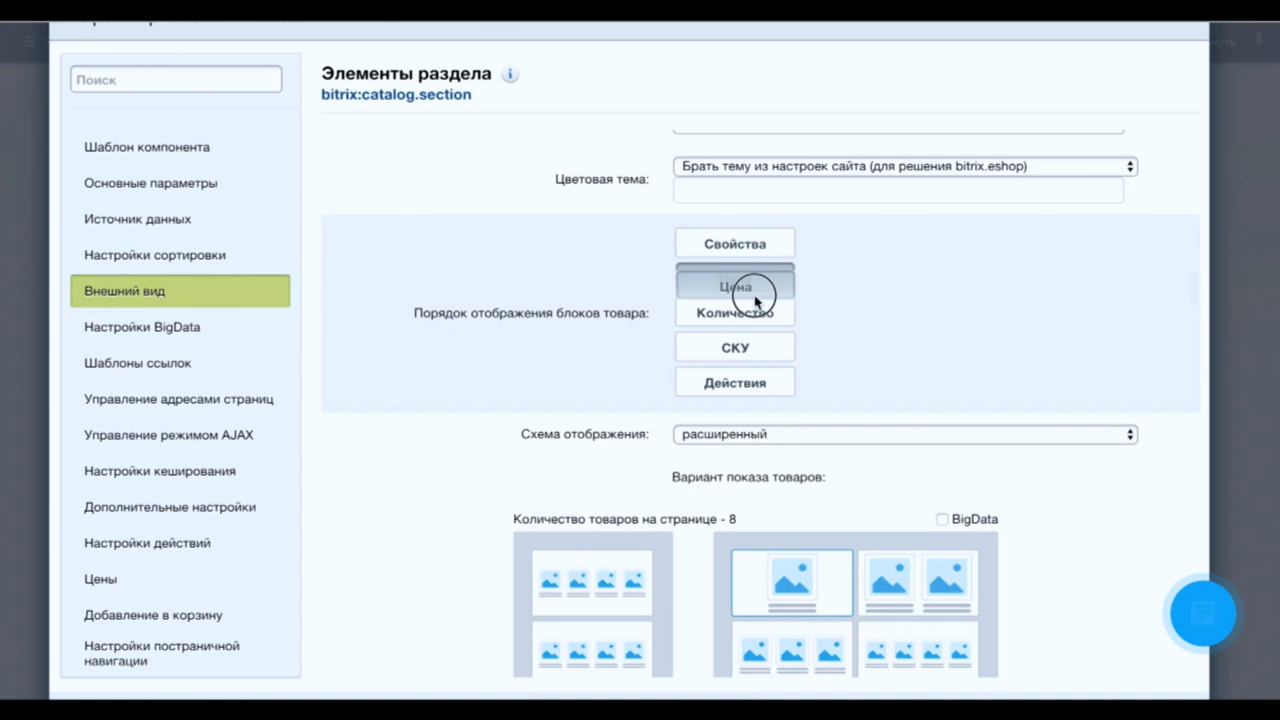 Поиск
Шаблон компонента
Основные параметры
Источник данных
Настройки сортировки
Внешний вид
Настройки BigData
Шаблоны ссылок
Управление адресами страниц
Управление режимом AJAX
Настройки кеширования
Дополнительные настройки
Настройки действий
Цены
Добавление в корзину
Настройки постраничной
навигации
Элементы раздела
bitrix:catalog.section
Цветовая тема:
Брать тему из настроек сайта (для решения bitrix.eshop)
Порядок отображения блоков товара:
Свойства
Цена
Количество
СКУ
Действия
Схема отображения:
расширенный
Вариант показа товаров:
Количество товаров на странице - 8
BigData